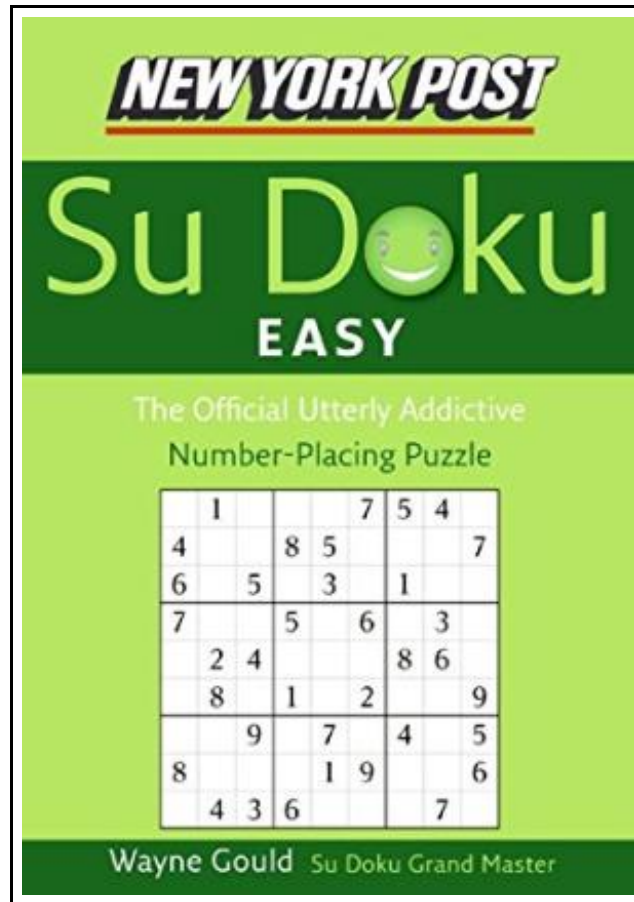 NEW YORK POST
Su Doku
EASY
The Official Utterly Addictive
Number-Placing Puzzle
1 7 5 4
4 8 5 7
6 5 3 1
7 5 6 3
2 4 8 6
8 1 2 9
9 7 4 5
8 1 9 6
4 3 6 7
Wayne Gould Su Doku Grand Master